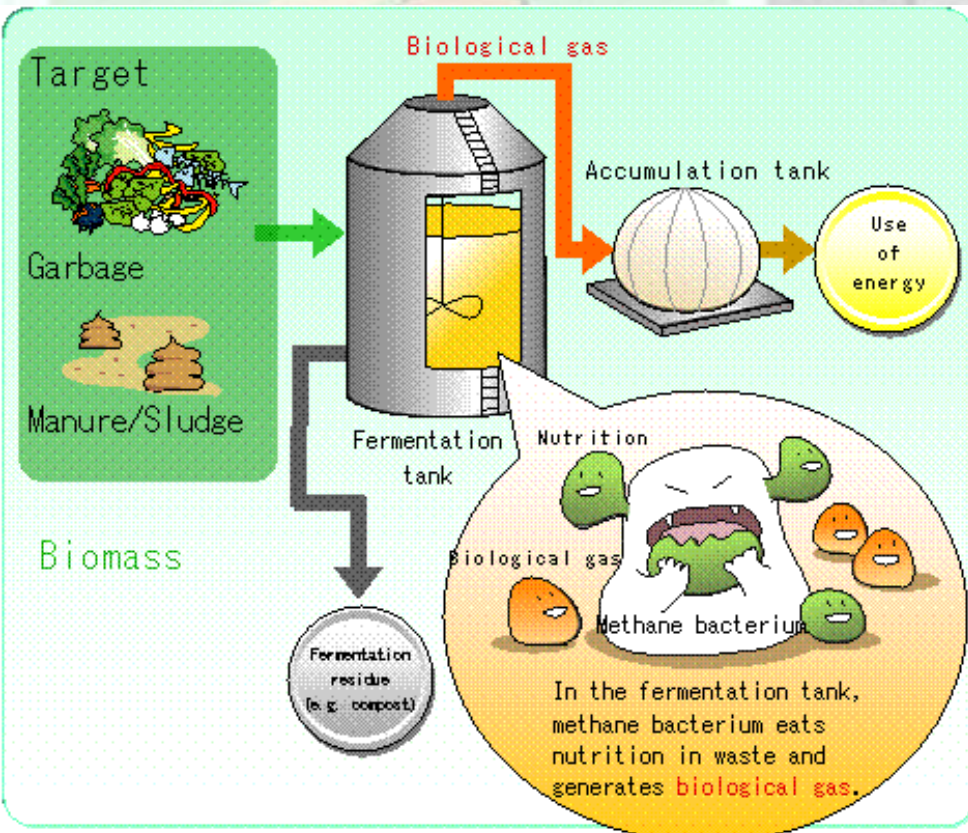 Biological gas
Target
Accumulation tank
Use
of
energy
Garbage
Manure/Sludge
Fermentation
tank
Nutrition
Biomass
Biological gas
Methane bacterium
Fermentation
residue
(e.g. compost)
In the fermentation tank,
methane bacterium eats
nutrition in waste and
generates biological gas.